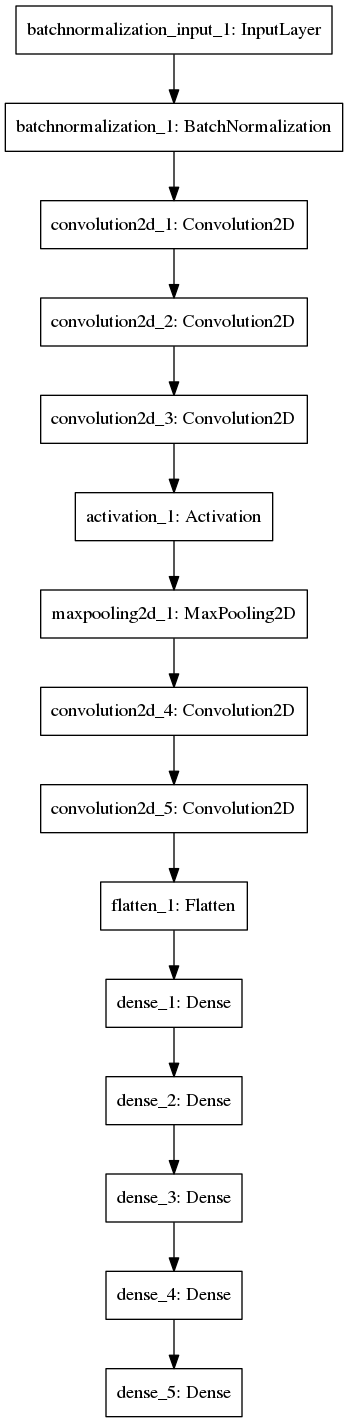 batchnormalization_input_1: InputLayer
batchnormalization_1: BatchNormalization
convolution2d_1: Convolution2D
convolution2d_2: Convolution2D
convolution2d_3: Convolution2D
activation_1: Activation
maxpooling2d_1: MaxPooling2D
convolution2d_4: Convolution2D
convolution2d_5: Convolution2D
flatten_1: Flatten
dense_1: Dense
dense_2: Dense
dense_3: Dense
dense_4: Dense
dense_5: Dense